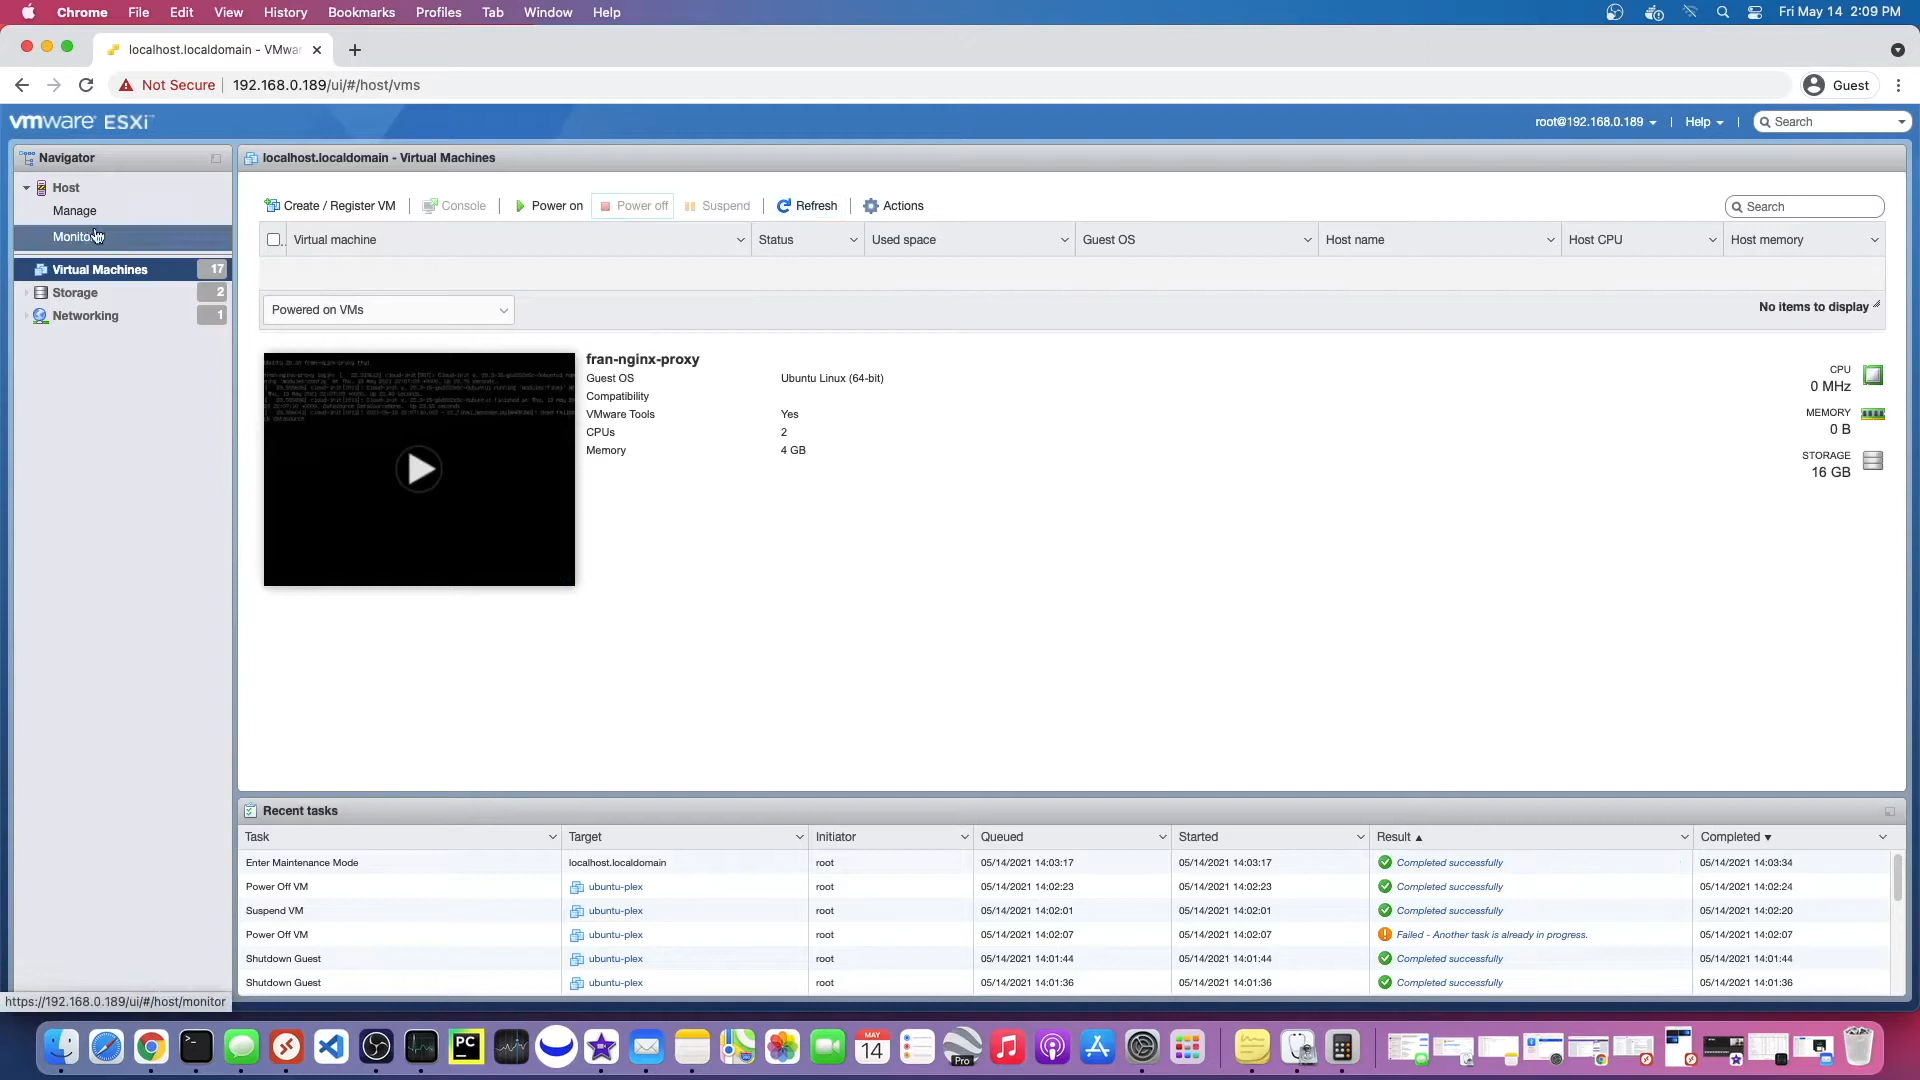 Chrome File Edit View History Bookmarks Profiles Tab Window Help Fri May 14 2:09 PM
localhost.localdomain - VMwa
Not Secure 192.168.0.189/ui/#/host/vms Guest
vmware ESXi root@192.168.0.189 | Help | Search
Navigator
Host
Manage
Monitor
Virtual Machines 17
Storage 2
Networking 1
localhost.localdomain - Virtual Machines
Create / Register VM | Console | Power on Power off Suspend | Refresh | Actions
Search
Virtual machine Status Used space Guest OS Host name Host CPU Host memory
Powered on VMs No items to display
fran-nginx-proxy
Guest OS Ubuntu Linux (64-bit)
Compatibility
VMware Tools Yes
CPUs 2
Memory 4 GB
CPU
0 MHz
MEMORY
0 B
STORAGE
16 GB
Recent tasks
Task Target Initiator Queued Started Result Completed
Enter Maintenance Mode localhost.localdomain root 05/14/2021 14:03:17 05/14/2021 14:03:17 Completed successfully 05/14/2021 14:03:34
Power Off VM ubuntu-plex root 05/14/2021 14:02:23 05/14/2021 14:02:23 Completed successfully 05/14/2021 14:02:24
Suspend VM ubuntu-plex root 05/14/2021 14:02:01 05/14/2021 14:02:01 Completed successfully 05/14/2021 14:02:20
Power Off VM ubuntu-plex root 05/14/2021 14:02:07 05/14/2021 14:02:07 Failed - Another task is already in progress. 05/14/2021 14:02:07
Shutdown Guest ubuntu-plex root 05/14/2021 14:01:44 05/14/2021 14:01:44 Completed successfully 05/14/2021 14:01:44
Shutdown Guest ubuntu-plex root 05/14/2021 14:01:36 05/14/2021 14:01:36 Completed successfully 05/14/2021 14:01:36
https://192.168.0.189/ui/#/host/monitor
PC
MAY
14
Pro